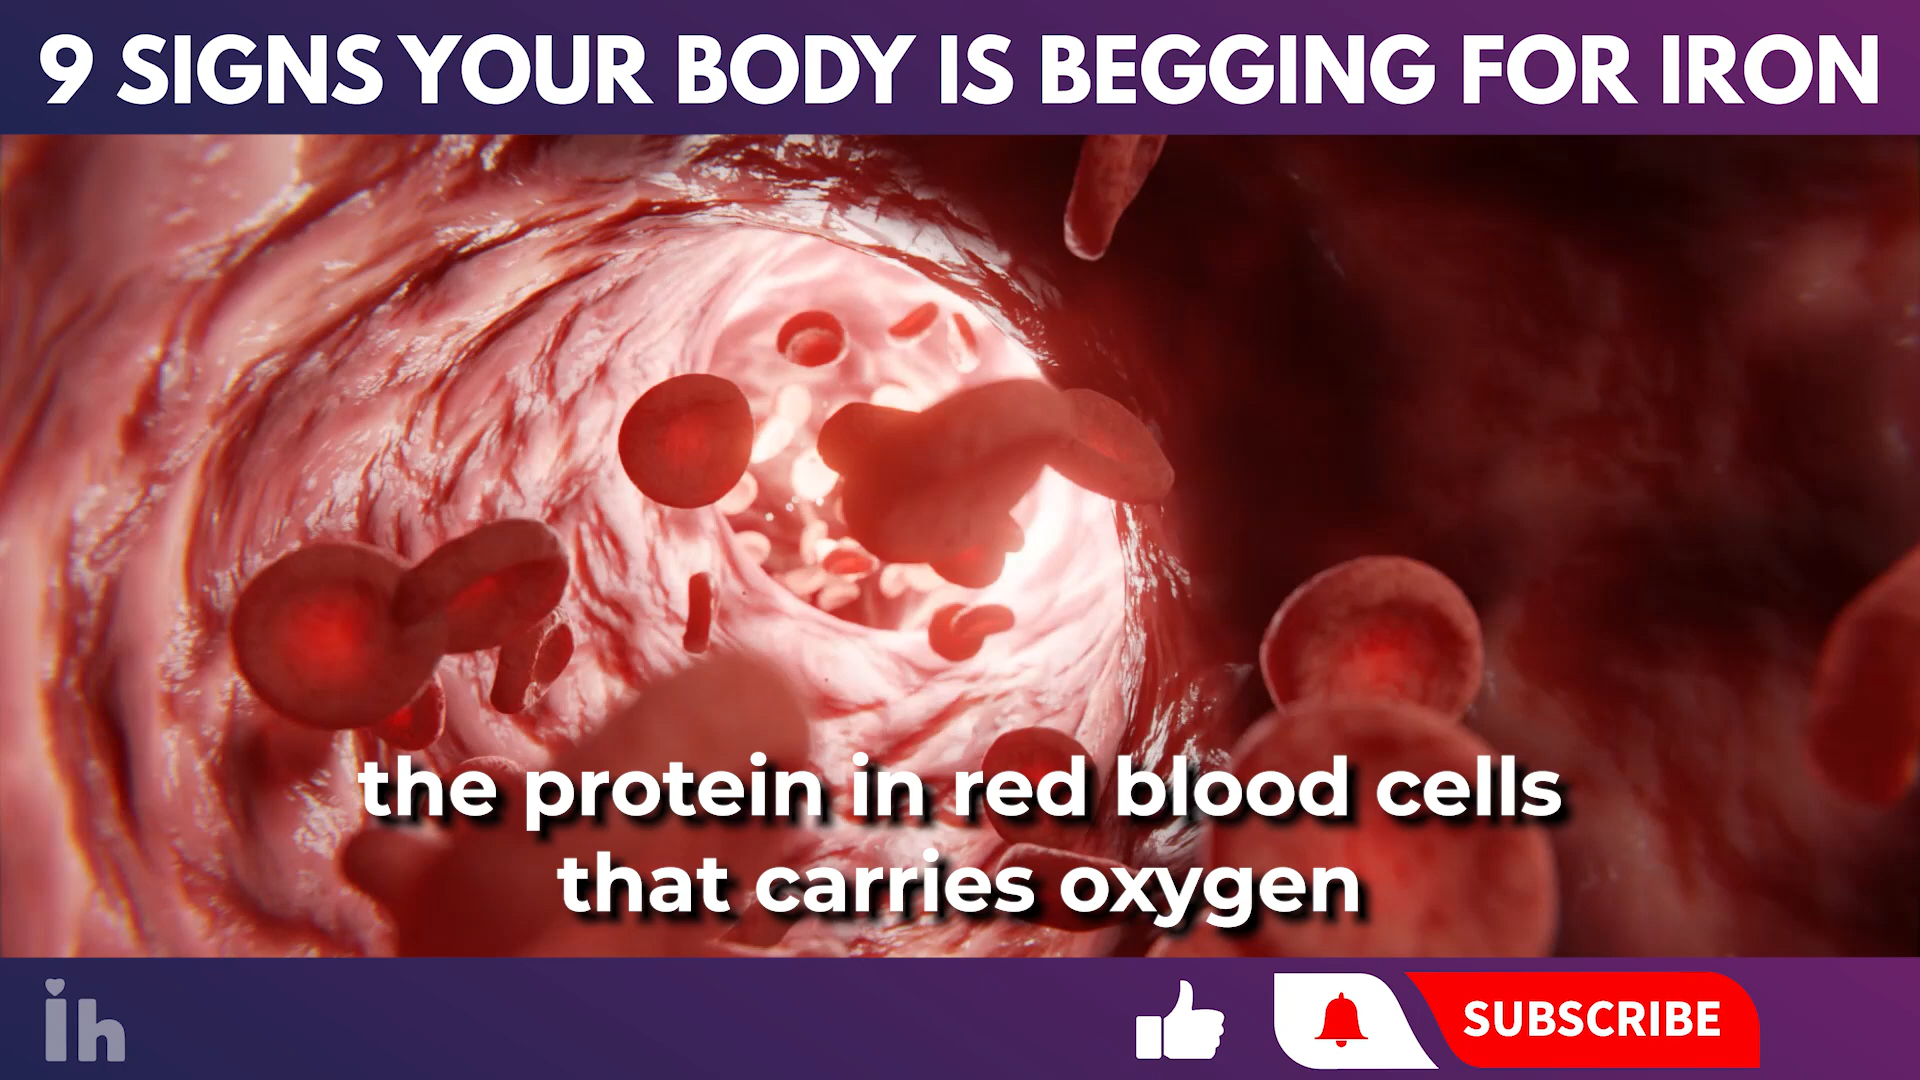 9 SIGNS YOUR BODY IS BEGGING FOR IRON
the protein in red blood cells
that carries oxygen
ih
SUBSCRIBE